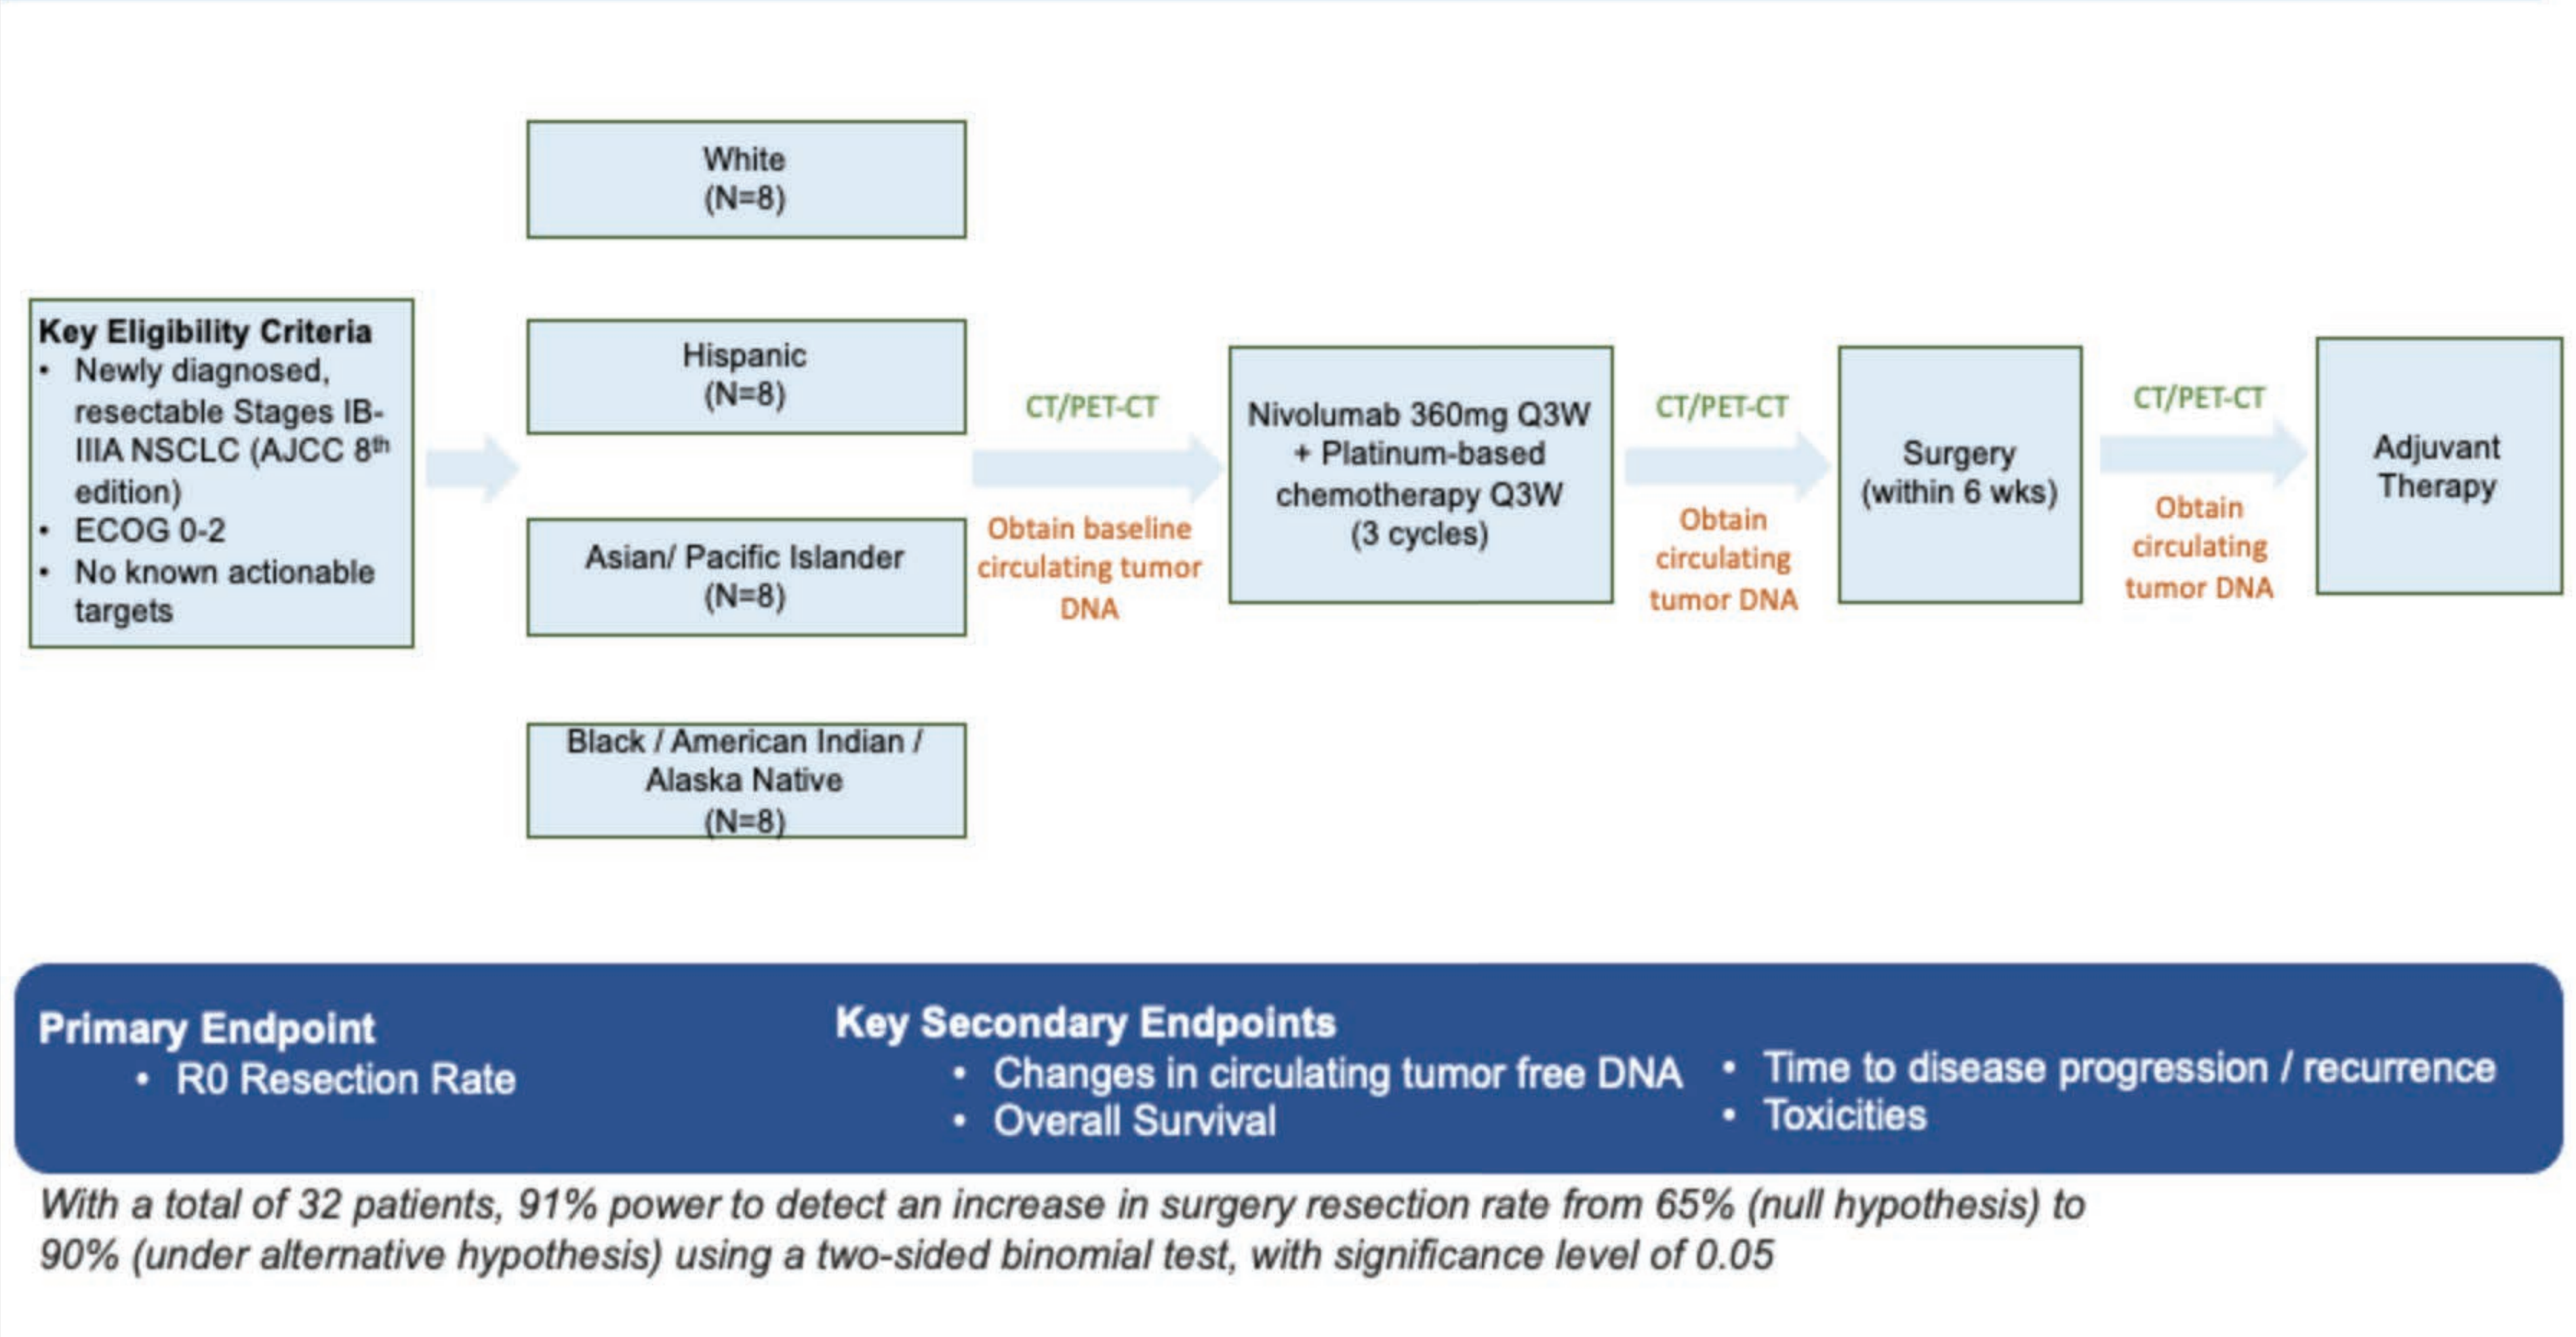 White
(N=8)
Key Eligibility Criteria
• Newly diagnosed,
resectable Stages IB-
IIIA NSCLC (AJCC 8th
edition)
• ECOG 0-2
• No known actionable
targets
Hispanic
(N=8)
Asian/ Pacific Islander
(N=8)
Black / American Indian /
Alaska Native
(N=8)
CT/PET-CT
Obtain baseline
circulating tumor
DNA
Nivolumab 360mg Q3W
+ Platinum-based
chemotherapy Q3W
(3 cycles)
CT/PET-CT
Obtain
circulating
tumor DNA
Surgery
(within 6 wks)
CT/PET-CT
Obtain
circulating
tumor DNA
Adjuvant
Therapy
Primary Endpoint
• R0 Resection Rate
Key Secondary Endpoints
• Changes in circulating tumor free DNA
• Overall Survival
• Time to disease progression / recurrence
• Toxicities
With a total of 32 patients, 91% power to detect an increase in surgery resection rate from 65% (null hypothesis) to
90% (under alternative hypothesis) using a two-sided binomial test, with significance level of 0.05